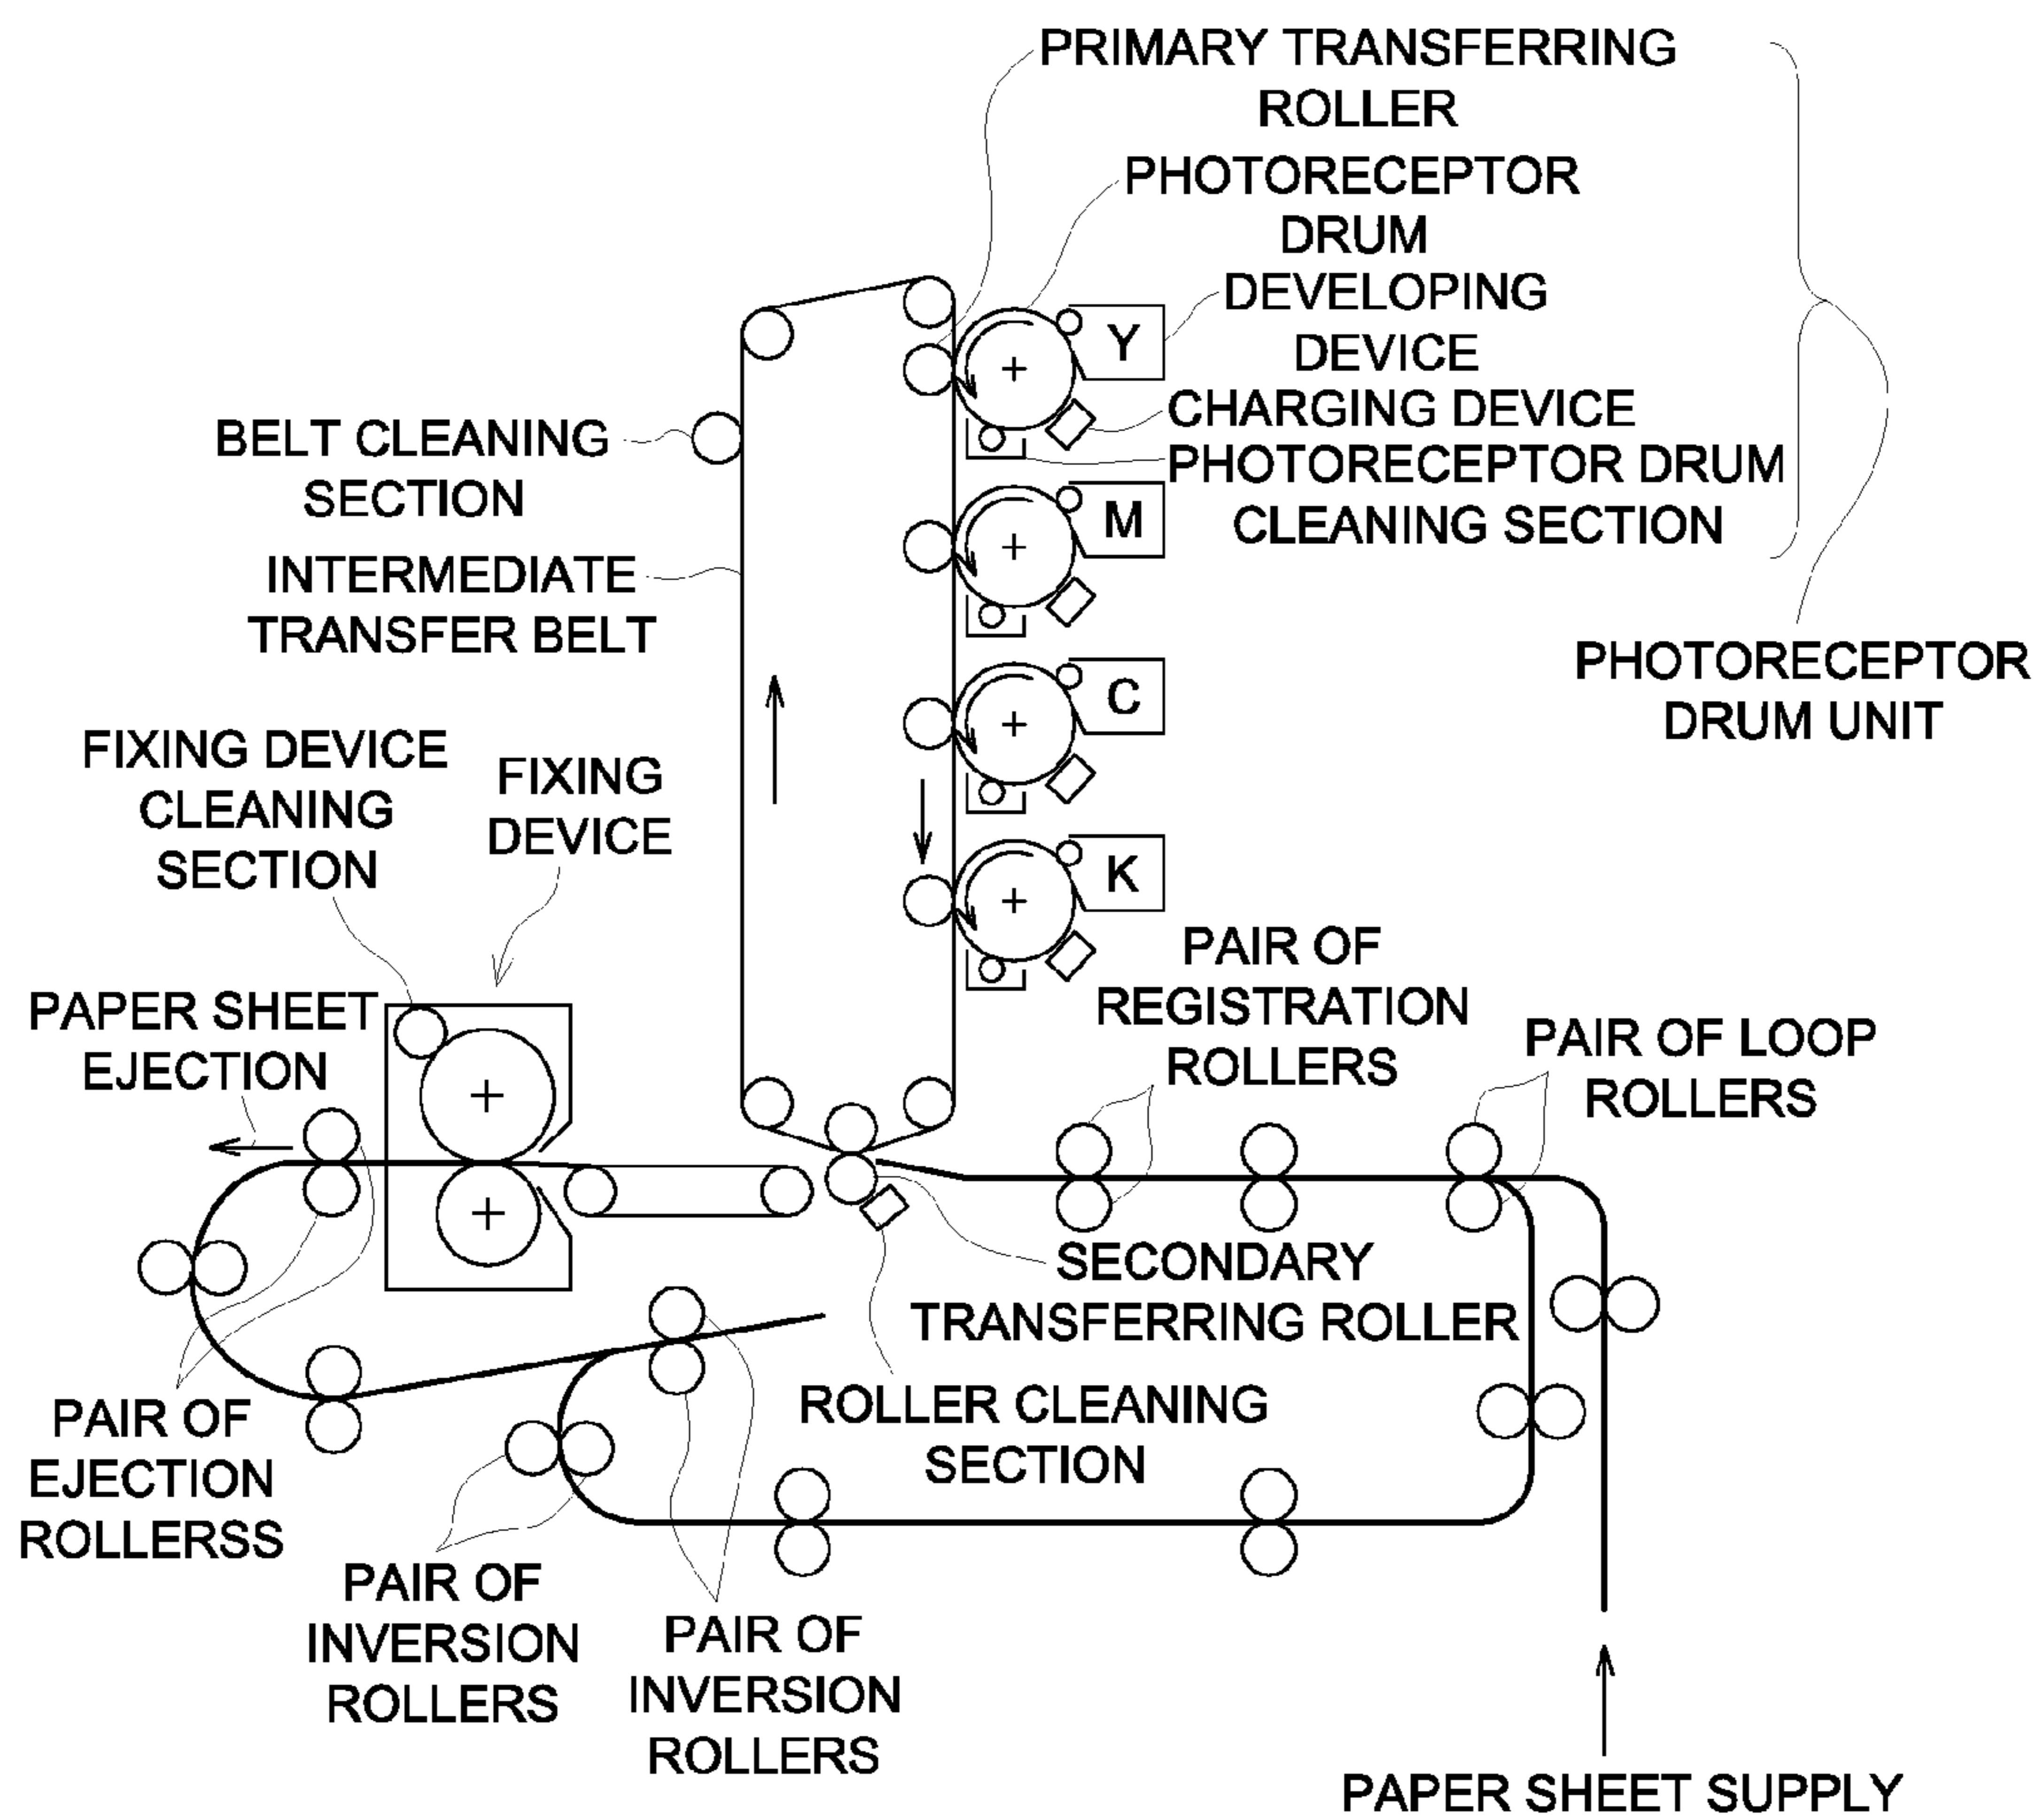 PRIMARY TRANSFERRING
ROLLER
PHOTORECEPTOR
DRUM
DEVELOPING
DEVICE
Y
CHARGING DEVICE
PHOTORECEPTOR DRUM
CLEANING SECTION
BELT CLEANING
SECTION
M
INTERMEDIATE
TRANSFER BELT
PHOTORECEPTOR
DRUM UNIT
C
FIXING DEVICE
CLEANING
SECTION
FIXING
DEVICE
K
PAIR OF
REGISTRATION
ROLLERS
PAIR OF LOOP
ROLLERS
PAPER SHEET
EJECTION
SECONDARY
TRANSFERRING ROLLER
ROLLER CLEANING
SECTION
PAIR OF
EJECTION
ROLLERSS
PAIR OF
INVERSION
ROLLERS
PAIR OF
INVERSION
ROLLERS
PAPER SHEET SUPPLY